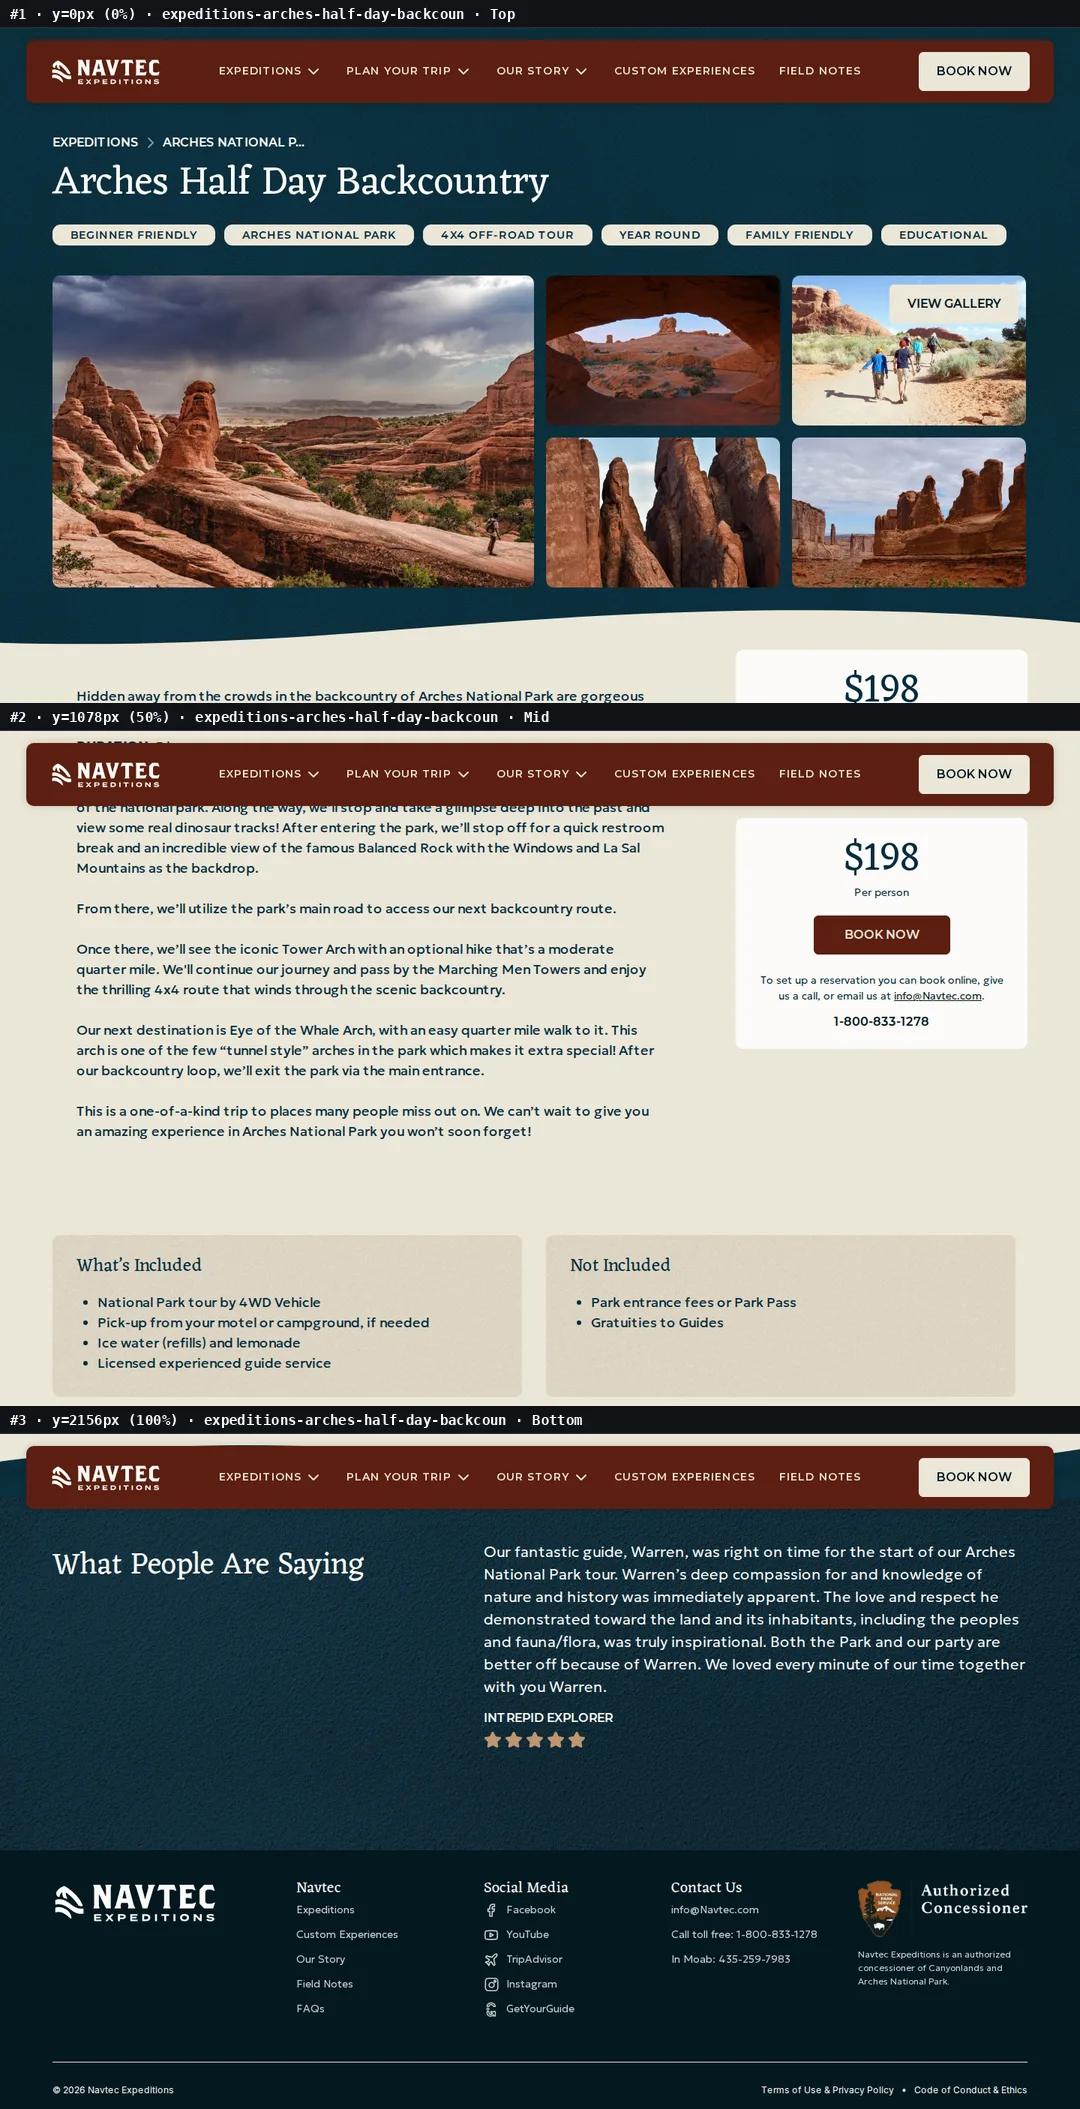 #1 · y=0px (0%) · expeditions-arches-half-day-backcoun · Top
NAVTEC
EXPEDITIONS
EXPEDITIONS
PLAN YOUR TRIP
OUR STORY
CUSTOM EXPERIENCES
FIELD NOTES
BOOK NOW
EXPEDITIONS
ARCHES NATIONAL P...
Arches Half Day Backcountry
BEGINNER FRIENDLY
ARCHES NATIONAL PARK
4X4 OFF-ROAD TOUR
YEAR ROUND
FAMILY FRIENDLY
EDUCATIONAL
VIEW GALLERY
Hidden away from the crowds in the backcountry of Arches National Park are gorgeous
$198
#2 · y=1078px (50%) · expeditions-arches-half-day-backcoun · Mid
NAVTEC
EXPEDITIONS
EXPEDITIONS
PLAN YOUR TRIP
OUR STORY
CUSTOM EXPERIENCES
FIELD NOTES
BOOK NOW
of the national park. Along the way, we'll stop and take a glimpse deep into the past and
view some real dinosaur tracks! After entering the park, we’ll stop off for a quick restroom
break and an incredible view of the famous Balanced Rock with the Windows and La Sal
Mountains as the backdrop.
From there, we’ll utilize the park’s main road to access our next backcountry route.
Once there, we’ll see the iconic Tower Arch with an optional hike that’s a moderate
quarter mile. We'll continue our journey and pass by the Marching Men Towers and enjoy
the thrilling 4x4 route that winds through the scenic backcountry.
Our next destination is Eye of the Whale Arch, with an easy quarter mile walk to it. This
arch is one of the few “tunnel style” arches in the park which makes it extra special! After
our backcountry loop, we’ll exit the park via the main entrance.
This is a one-of-a-kind trip to places many people miss out on. We can’t wait to give you
an amazing experience in Arches National Park you won’t soon forget!
$198
Per person
BOOK NOW
To set up a reservation you can book online, give
us a call, or email us at info@Navtec.com.
1-800-833-1278
What’s Included
National Park tour by 4WD Vehicle
Pick-up from your motel or campground, if needed
Ice water (refills) and lemonade
Licensed experienced guide service
Not Included
Park entrance fees or Park Pass
Gratuities to Guides
#3 · y=2156px (100%) · expeditions-arches-half-day-backcoun · Bottom
NAVTEC
EXPEDITIONS
EXPEDITIONS
PLAN YOUR TRIP
OUR STORY
CUSTOM EXPERIENCES
FIELD NOTES
BOOK NOW
What People Are Saying
Our fantastic guide, Warren, was right on time for the start of our Arches
National Park tour. Warren’s deep compassion for and knowledge of
nature and history was immediately apparent. The love and respect he
demonstrated toward the land and its inhabitants, including the peoples
and fauna/flora, was truly inspirational. Both the Park and our party are
better off because of Warren. We loved every minute of our time together
with you Warren.
INTREPID EXPLORER
NAVTEC
EXPEDITIONS
Navtec
Expeditions
Custom Experiences
Our Story
Field Notes
FAQs
Social Media
Facebook
YouTube
TripAdvisor
Instagram
GetYourGuide
Contact Us
info@Navtec.com
Call toll free: 1-800-833-1278
In Moab: 435-259-7983
NATIONAL
PARK
SERVICE
Authorized
Concessioner
Navtec Expeditions is an authorized
concessioner of Canyonlands and
Arches National Park.
© 2026 Navtec Expeditions
Terms of Use & Privacy Policy • Code of Conduct & Ethics